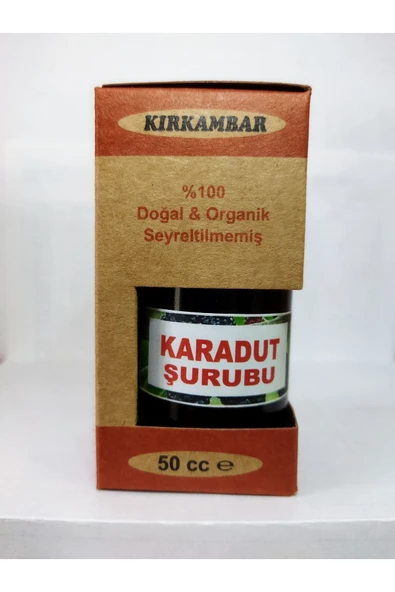 KIRKAMBAR
%100
Doğal & Organik
Seyreltilmemiş
KARADUT
ŞURUBU
50 cc ℮